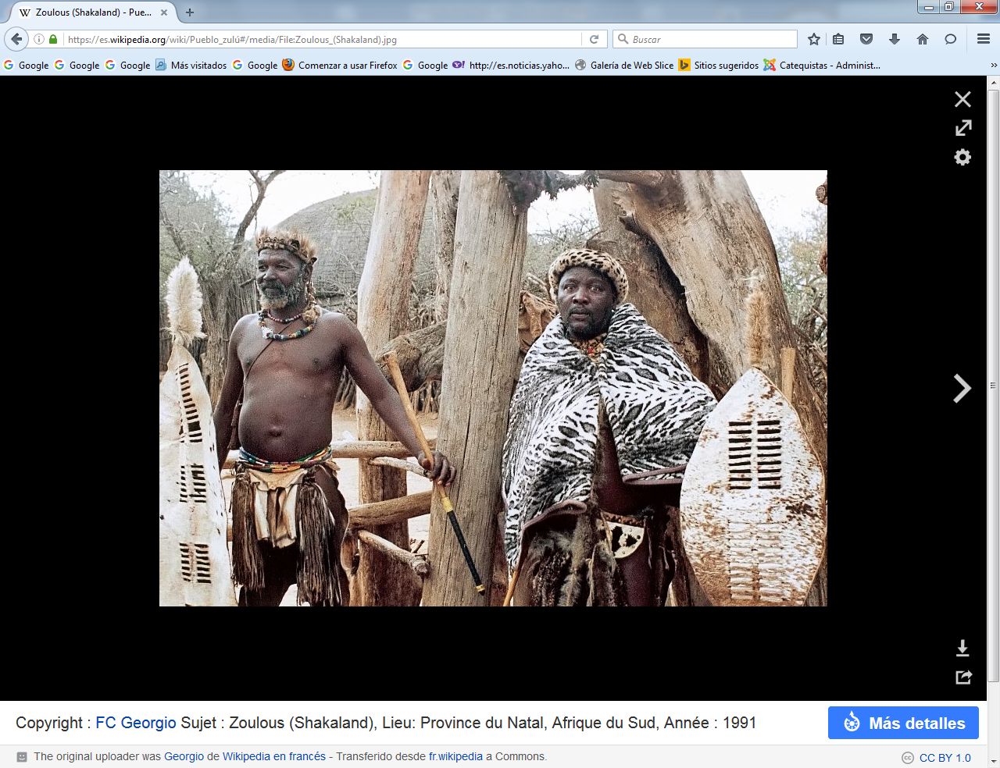 Zoulous (Shakaland) - Pue...
https://es.wikipedia.org/wiki/Pueblo_zulú#/media/File:Zoulous_(Shakaland).jpg
Buscar
Google Google Google Más visitados Google Comenzar a usar Firefox Google http://es.noticias.yaho... Galería de Web Slice Sitios sugeridos Catequistas - Administ...
Copyright : FC Georgio Sujet : Zoulous (Shakaland), Lieu: Province du Natal, Afrique du Sud, Année : 1991
Más detalles
The original uploader was Georgio de Wikipedia en francés - Transferido desde fr.wikipedia a Commons.
CC BY 1.0